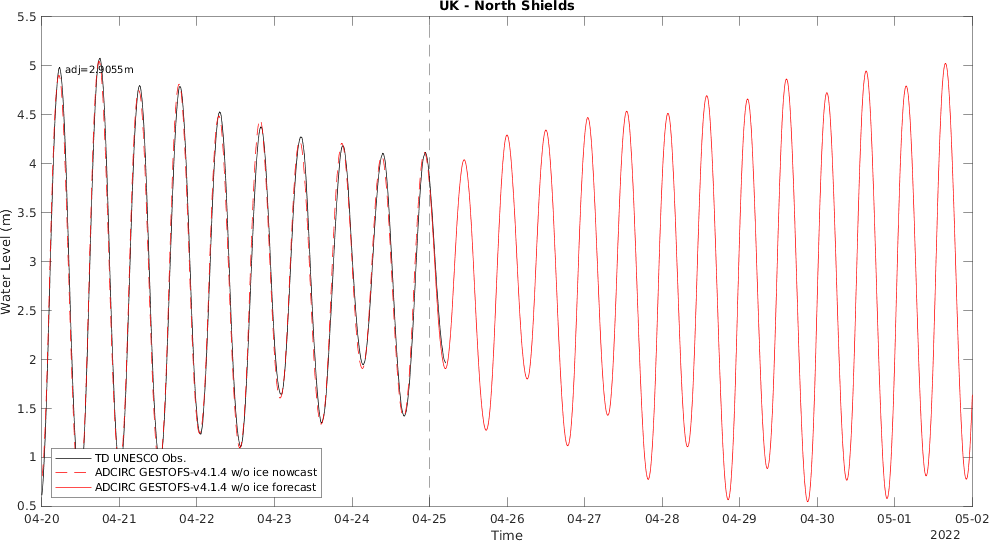 UK - North Shields
5.5
5
4.5
4
3.5
3
2.5
2
1.5
1
0.5
Water Level (m)
adj=2.9055m
TD UNESCO Obs.
ADCIRC GESTOFS-v4.1.4 w/o ice nowcast
ADCIRC GESTOFS-v4.1.4 w/o ice forecast
04-20 04-21 04-22 04-23 04-24 04-25 04-26 04-27 04-28 04-29 04-30 05-01 05-02
Time
2022